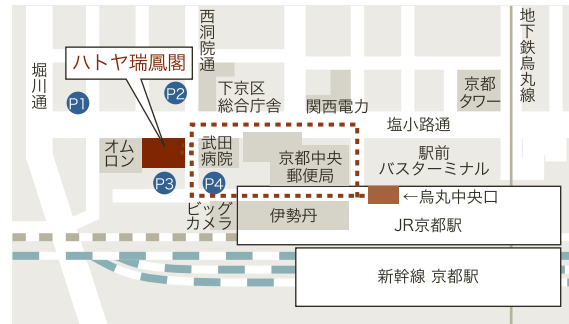 西洞院通
地下鉄烏丸線
ハトヤ瑞鳳閣
堀川通
P1
P2
下京区
総合庁舎
関西電力
京都
タワー
塩小路通
オム
ロン
武田
病院
京都中央
郵便局
駅前
バスターミナル
P3
P4
←烏丸中央口
ビッグ
カメラ
伊勢丹
JR京都駅
新幹線 京都駅